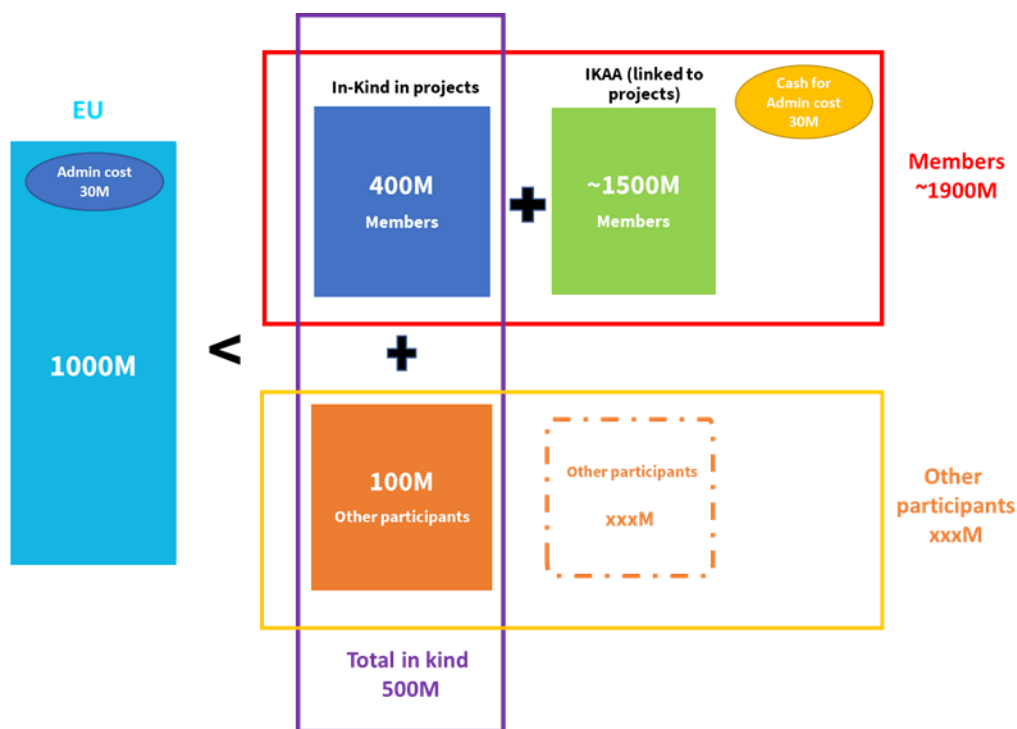 EU
Admin cost
30M
1000M
<
In-Kind in projects
400M
Members
+
IKAA (linked to
projects)
~1500M
Members
Cash for
Admin cost
30M
Members
~1900M
+
100M
Other participants
Other participants
xxxM
Other
participants
xxxM
Total in kind
500M